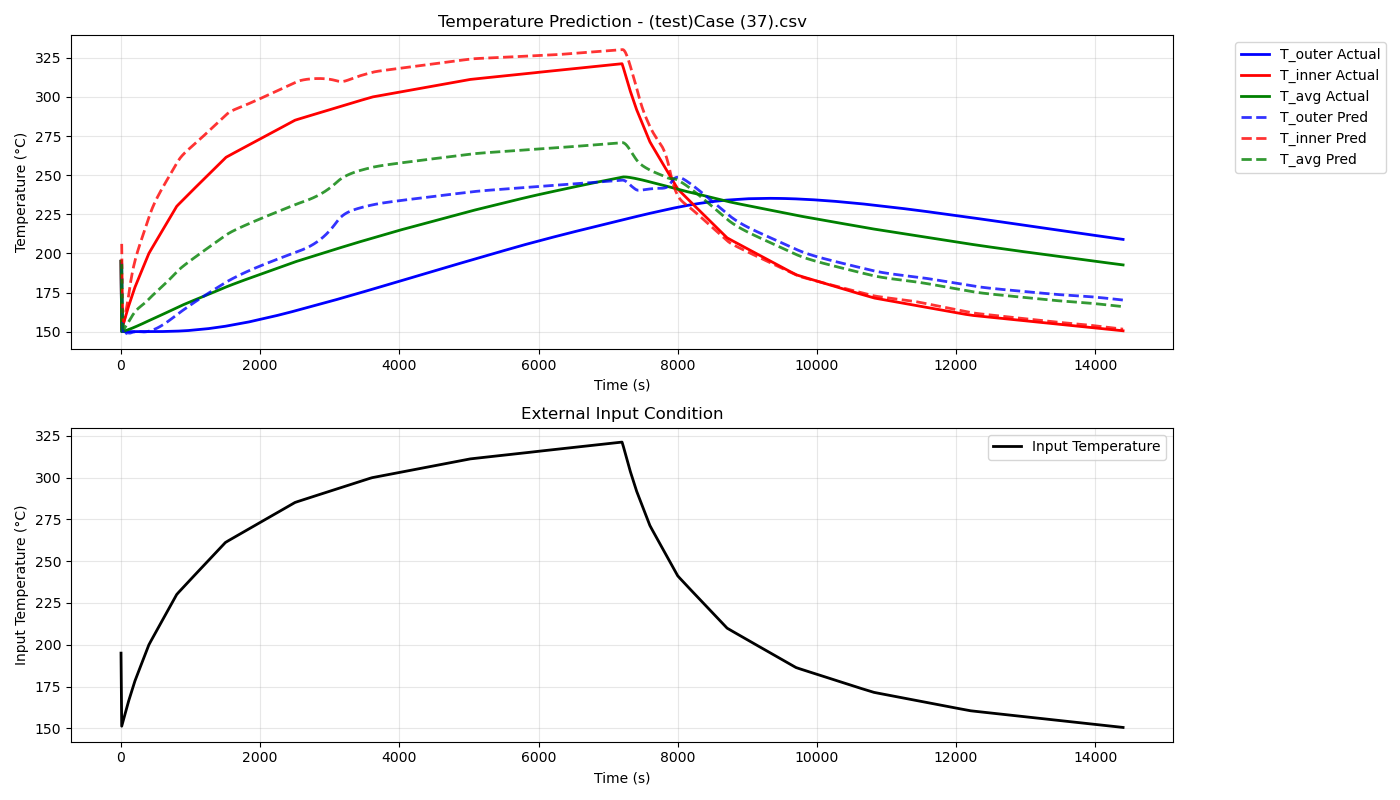 Temperature Prediction - (test)Case (37).csv
Temperature (°C)
325
300
275
250
225
200
175
150
0 2000 4000 6000 8000 10000 12000 14000
Time (s)
T_outer Actual
T_inner Actual
T_avg Actual
T_outer Pred
T_inner Pred
T_avg Pred
External Input Condition
Input Temperature (°C)
325
300
275
250
225
200
175
150
Input Temperature
0 2000 4000 6000 8000 10000 12000 14000
Time (s)